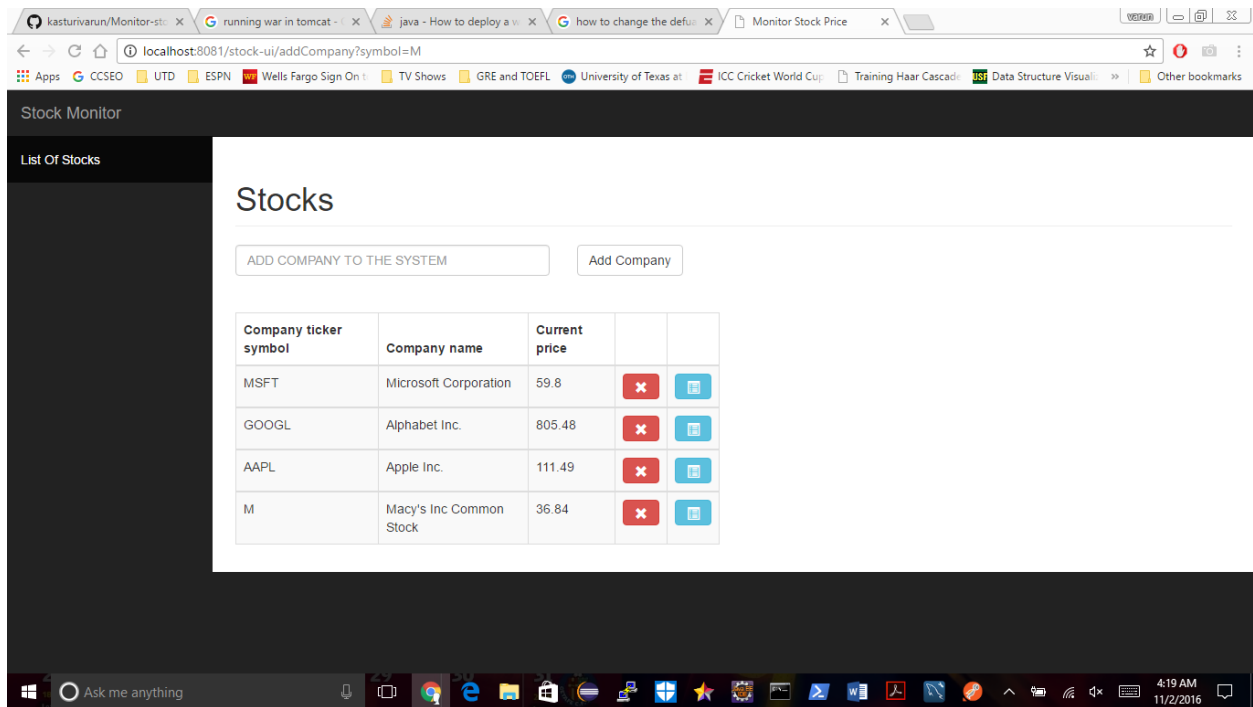 kasturivarun/Monitor-sto
running war in tomcat - (
java - How to deploy a w
how to change the defua
Monitor Stock Price
varun
localhost:8081/stock-ui/addCompany?symbol=M
Apps CCSEO UTD ESPN Wells Fargo Sign On to TV Shows GRE and TOEFL University of Texas at ICC Cricket World Cup Training Haar Cascade USF Data Structure Visuali » Other bookmarks
Stock Monitor
List Of Stocks
Stocks
ADD COMPANY TO THE SYSTEM Add Company
Company ticker
symbol
Company name
Current
price
MSFT Microsoft Corporation 59.8
GOOGL Alphabet Inc. 805.48
AAPL Apple Inc. 111.49
M Macy's Inc Common 36.84
Stock
Ask me anything
4:19 AM
11/2/2016